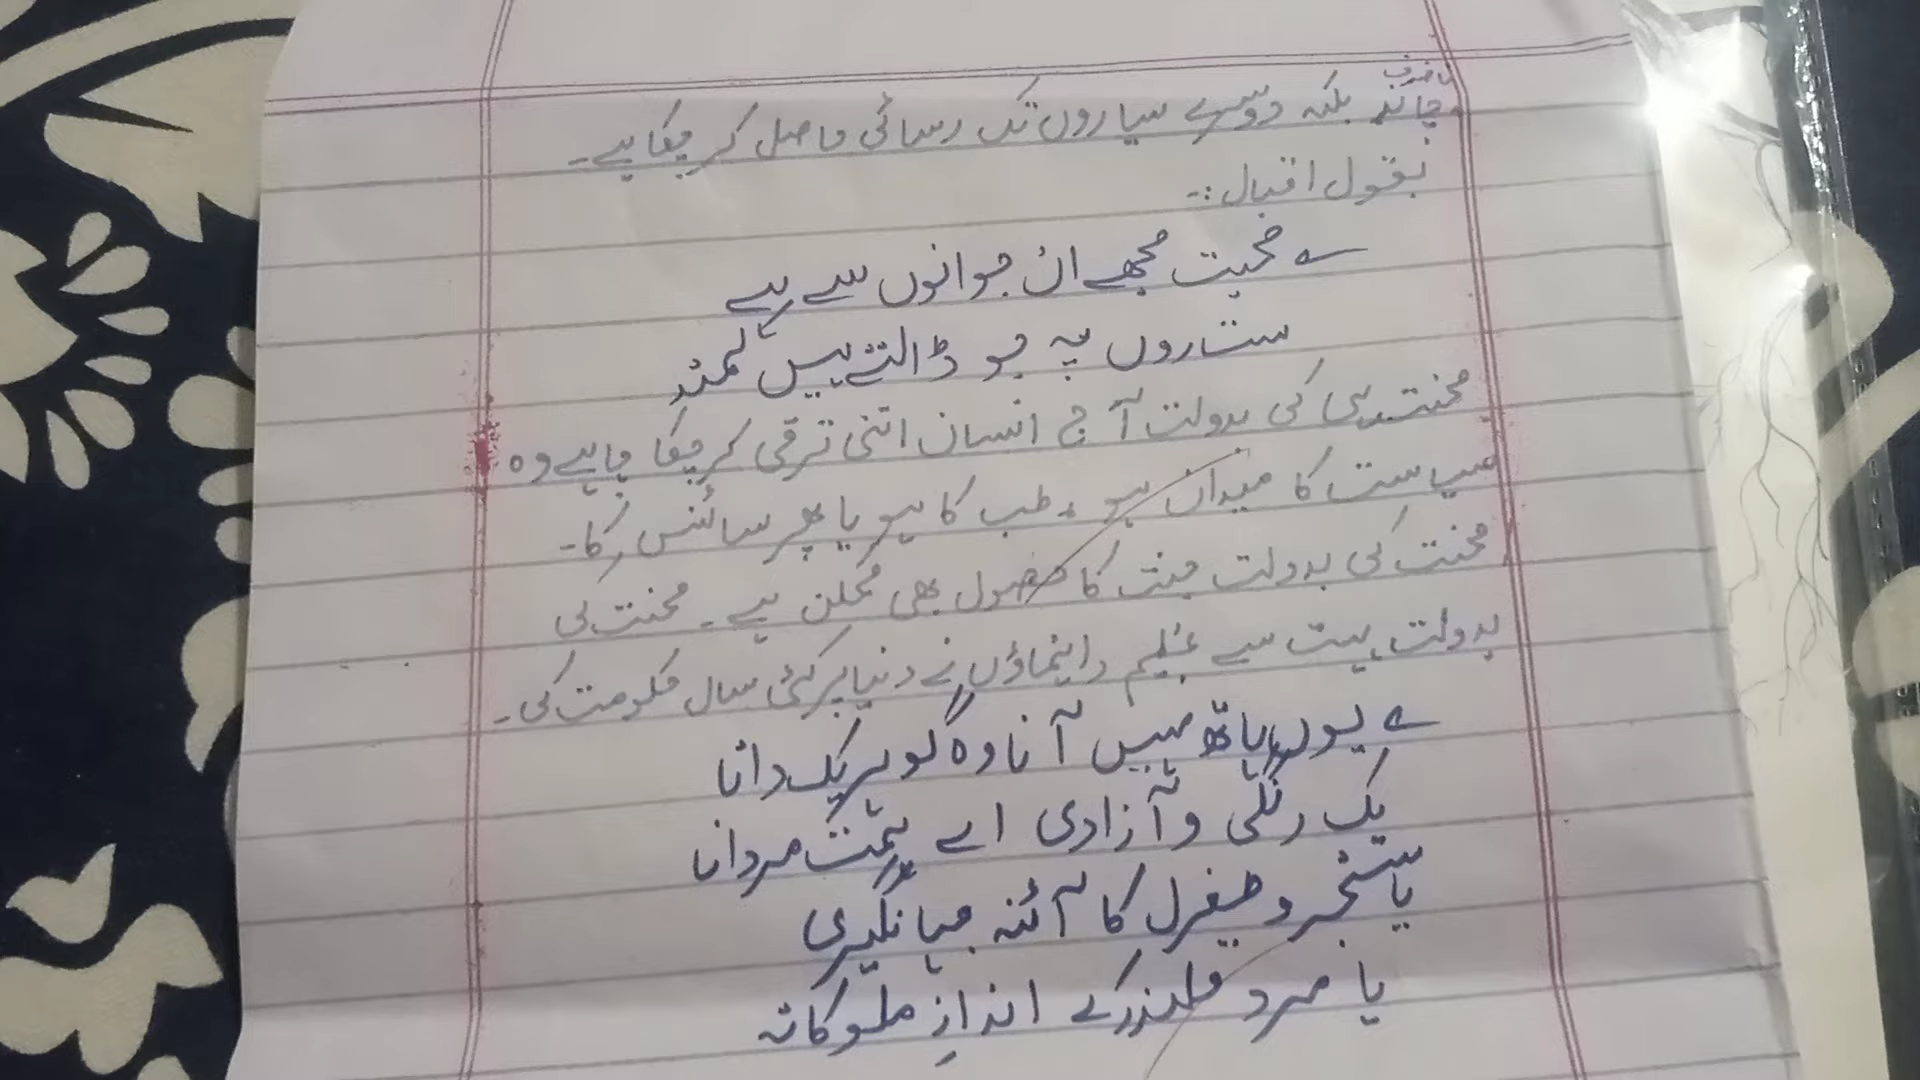 نا صرف
چاند بلکہ دوسرے سیاروں تک رسائی حاصل کر چکا ہے۔
بقول اقبال:۔
؎ محبت مجھے ان جوانوں سے ہے
ستاروں پہ جو ڈالتے ہیں کمند
محنت ہی کی بدولت آج انسان اتنی ترقی کر چکا چاہے وہ
سیاست کا میدان ہو، طب کا ہو یا پھر سائنس کا۔
محنت کی بدولت جنت کا حصول بھی ممکن ہے۔ محنت کی
بدولت بہت سے عظیم راہنماؤں نے دنیا پر کئی سال حکومت کی۔
؎ یوں ہاتھ نہیں آتا وہ گوہر یک دانا
یک رنگی و آزادی اے ہمت مردانا
یا سنجر و طغرل کا آئنہ جہانگیری
یا مرد قلندر کے اندازِ ملوکانہ